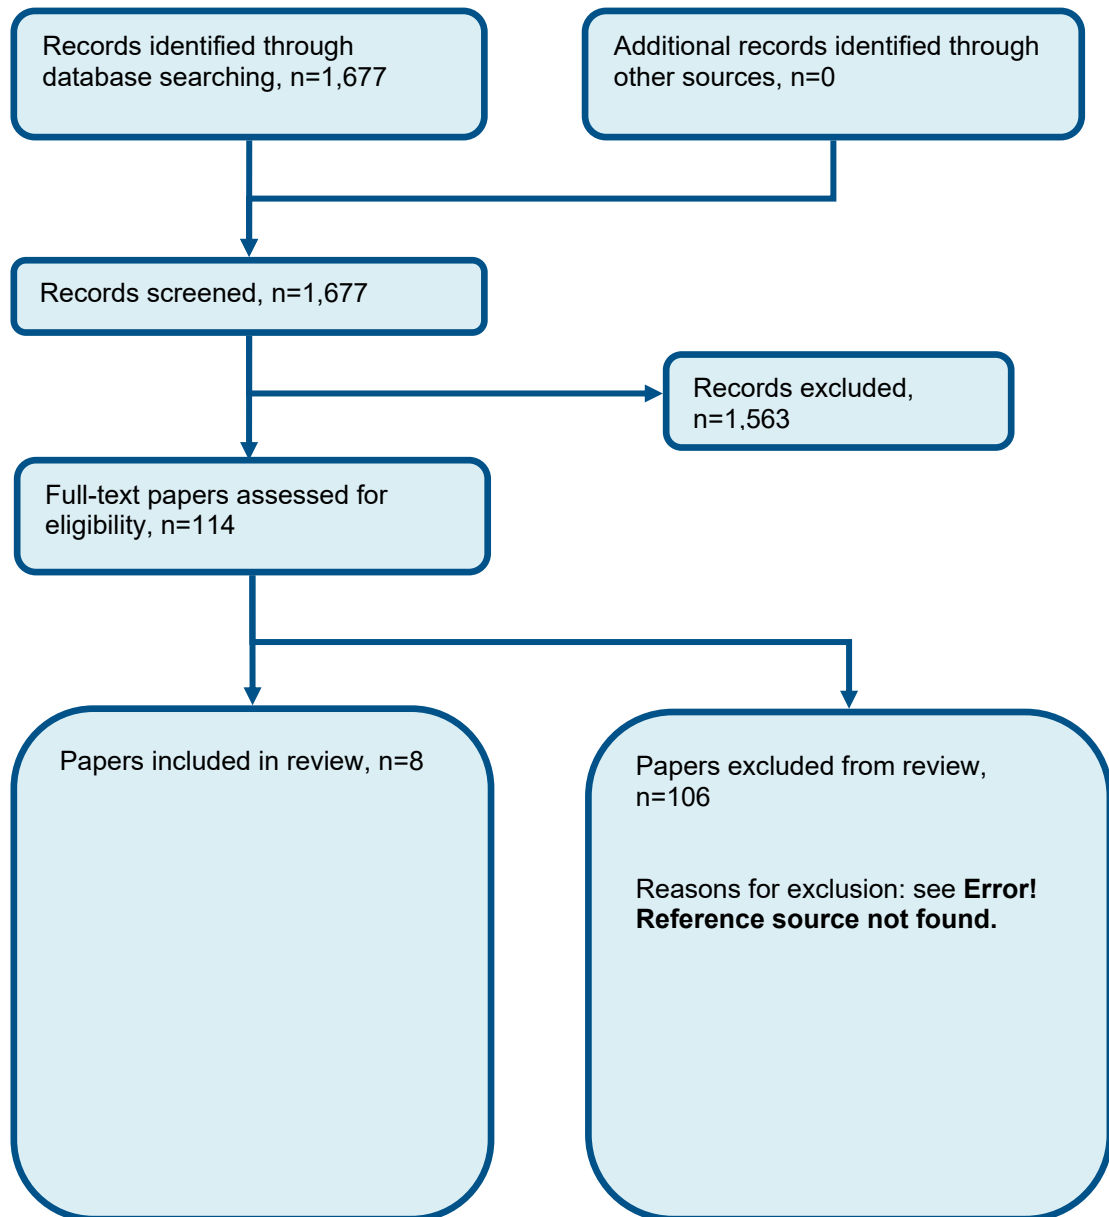 Records identified through
database searching, n=1,677
Additional records identified through
other sources, n=0
Records screened, n=1,677
Records excluded,
n=1,563
Full-text papers assessed for
eligibility, n=114
Papers included in review, n=8
Papers excluded from review,
n=106
Reasons for exclusion: see Error!
Reference source not found.